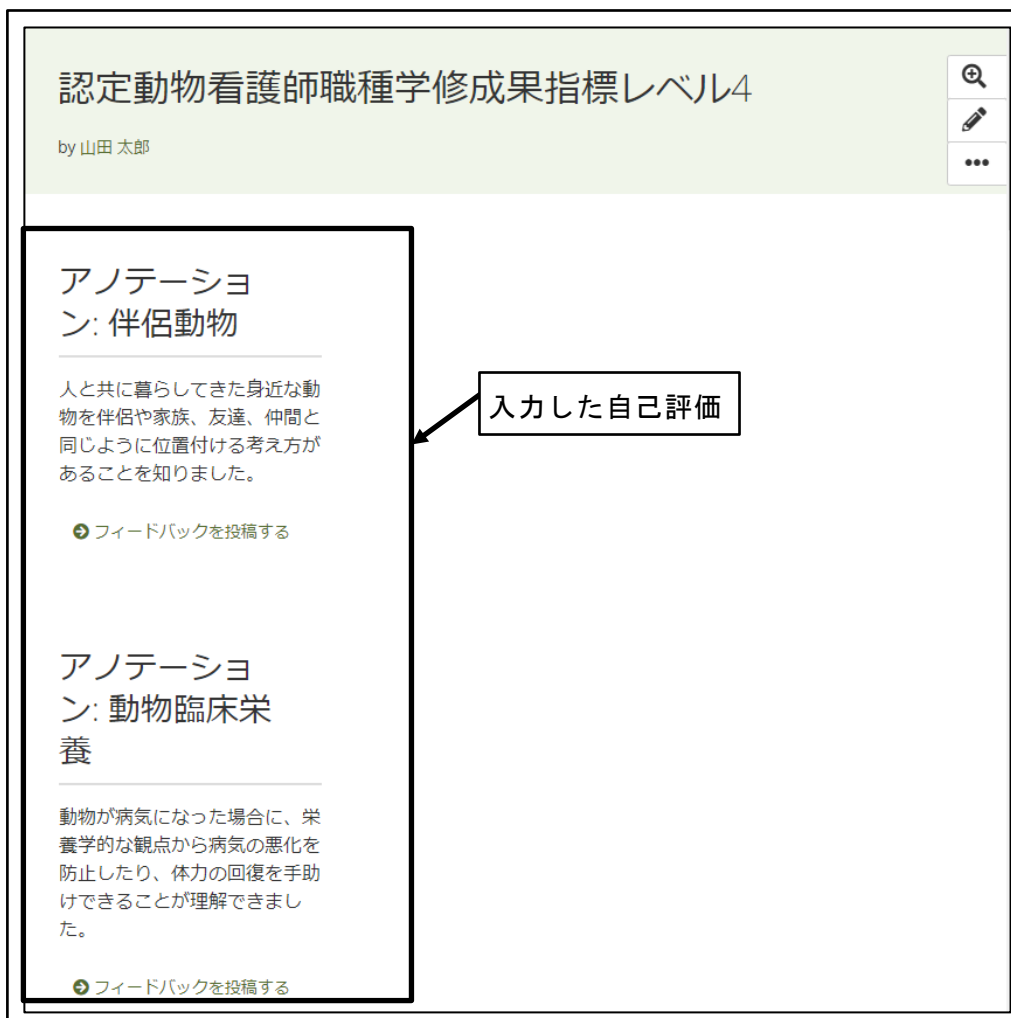 認定動物看護師職種学修成果指標レベル4
by 山田 太郎
アノテーショ
ン: 伴侶動物
人と共に暮らしてきた身近な動
物を伴侶や家族、友達、仲間と
同じように位置付ける考え方が
あることを知りました。
フィードバックを投稿する
入力した自己評価
アノテーショ
ン: 動物臨床栄
養
動物が病気になった場合に、栄
養学的な観点から病気の悪化を
防止したり、体力の回復を手助
けできることが理解できまし
た。
フィードバックを投稿する